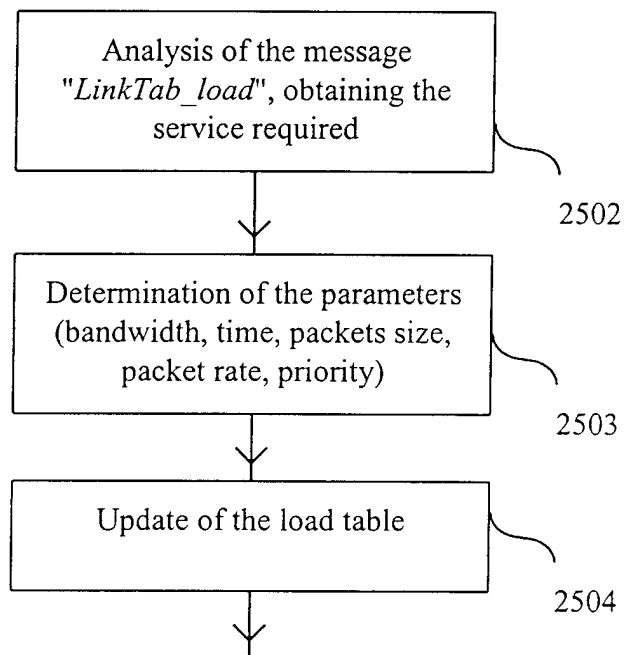 Analysis of the message
"LinkTab_load", obtaining the
service required
2502
Determination of the parameters
(bandwidth, time, packets size,
packet rate, priority)
2503
Update of the load table
2504